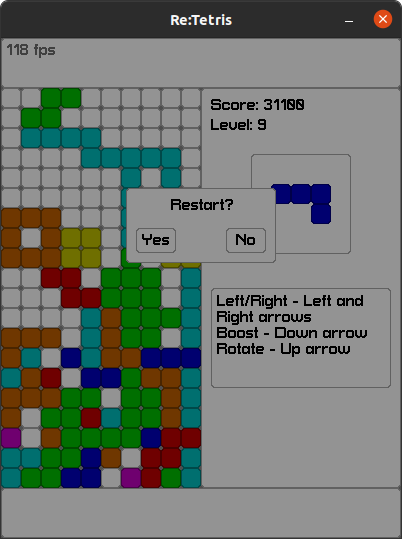 Re:Tetris
118 fps
Score: 31100
Level: 9
Restart?
Yes
No
Left/Right - Left and
Right arrows
Boost - Down arrow
Rotate - Up arrow